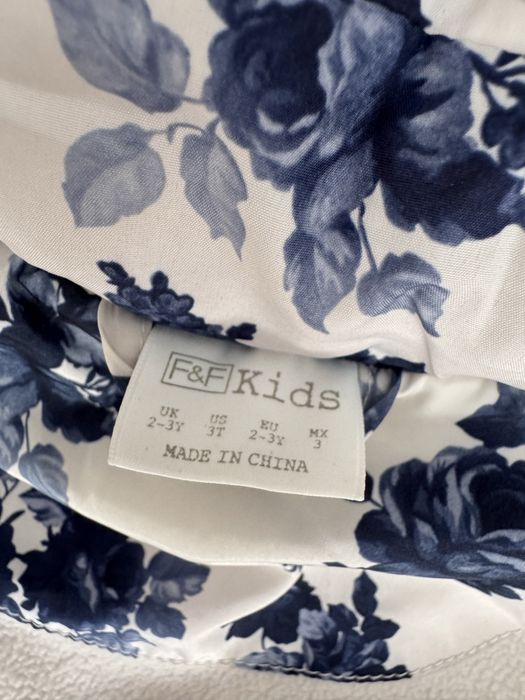 F&F Kids
UK US EU MX
2-3Y 3T 2-3Y 3
MADE IN CHINA